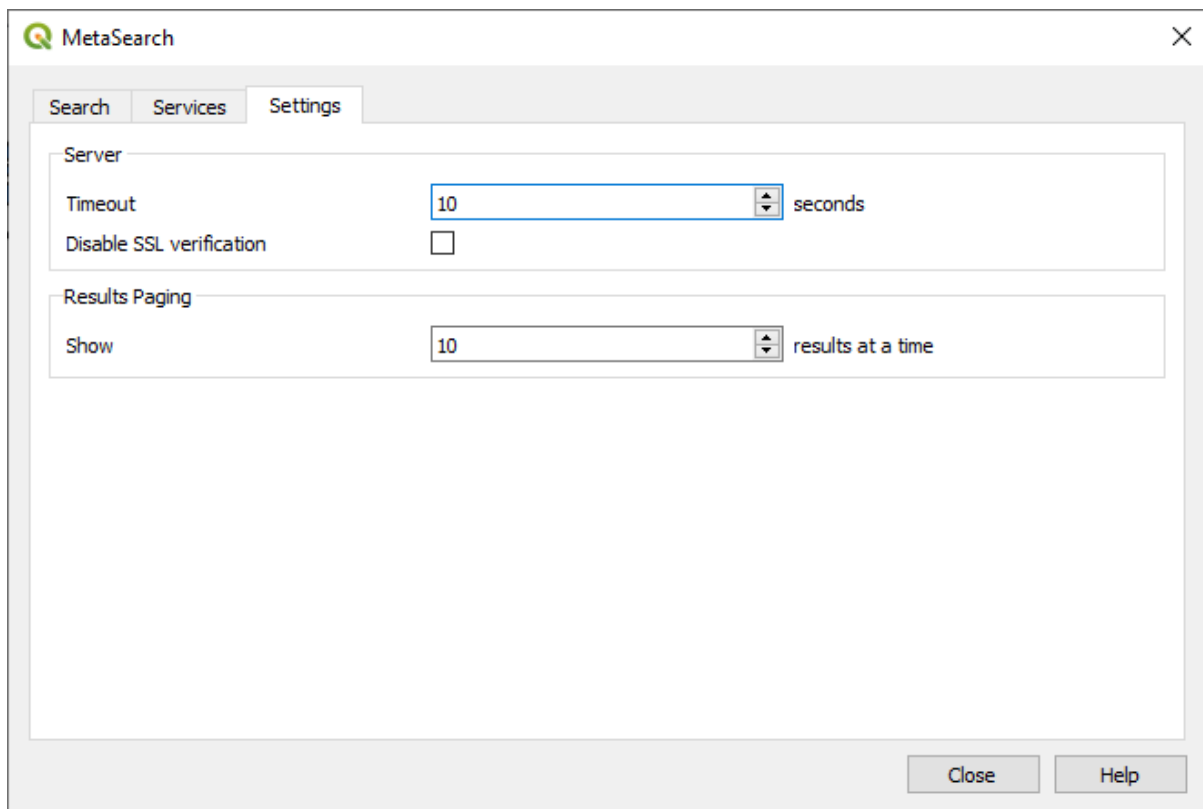 MetaSearch
Search Services Settings
Server
Timeout 10 seconds
Disable SSL verification
Results Paging
Show 10 results at a time
Close Help